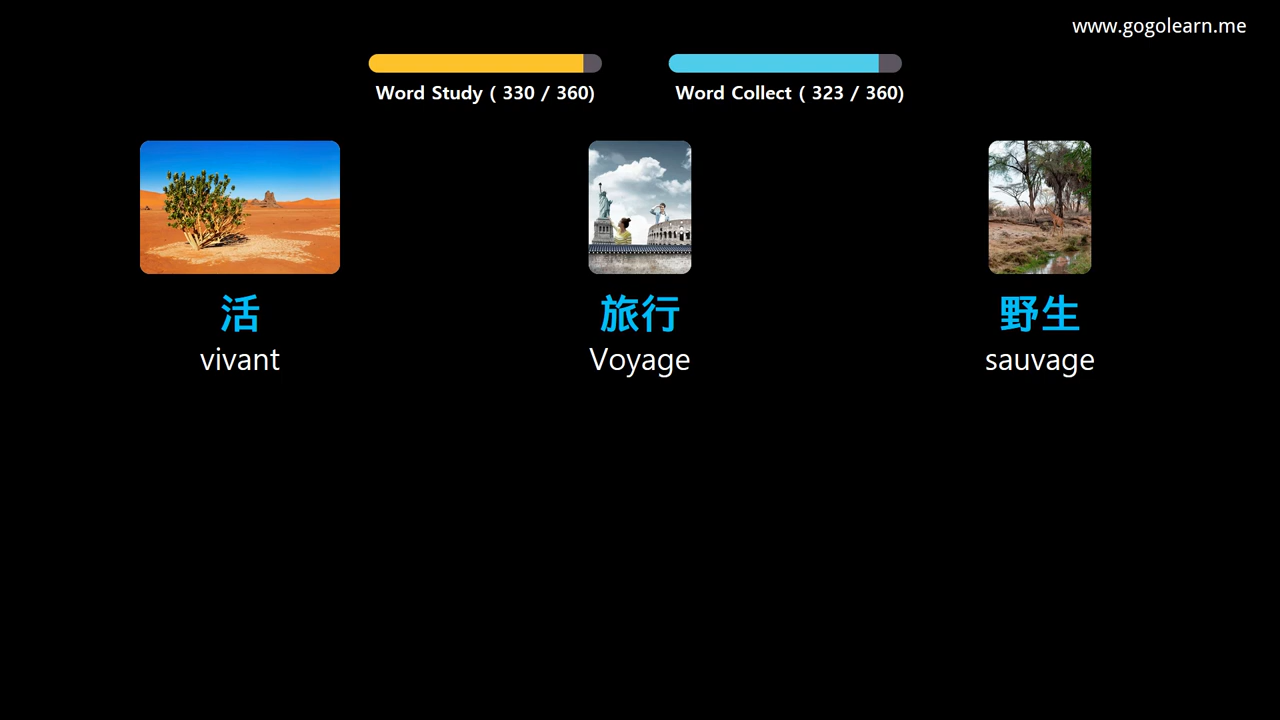 www.gogolearn.me
Word Study ( 330 / 360)
Word Collect ( 323 / 360)
活
vivant
旅行
Voyage
野生
sauvage